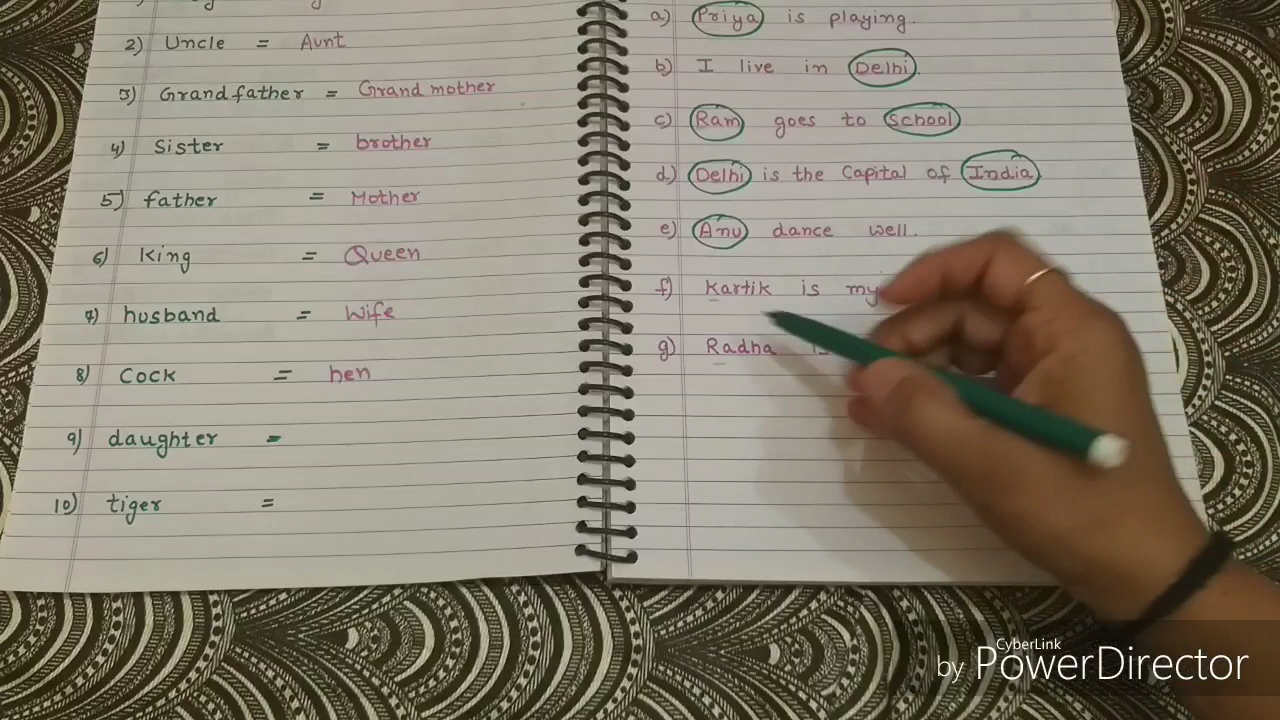 2) Uncle = Aunt
3) Grandfather = Grand mother
4) Sister = brother
5) father = Mother
6) King = Queen
7) husband = Wife
8) Cock = hen
9) daughter =
10) tiger =
a) Priya is playing.
b) I live in Delhi.
c) Ram goes to School
d) Delhi is the Capital of India.
e) Anu dance well.
f) Kartik is my
g) Radha is
CyberLink
by PowerDirector